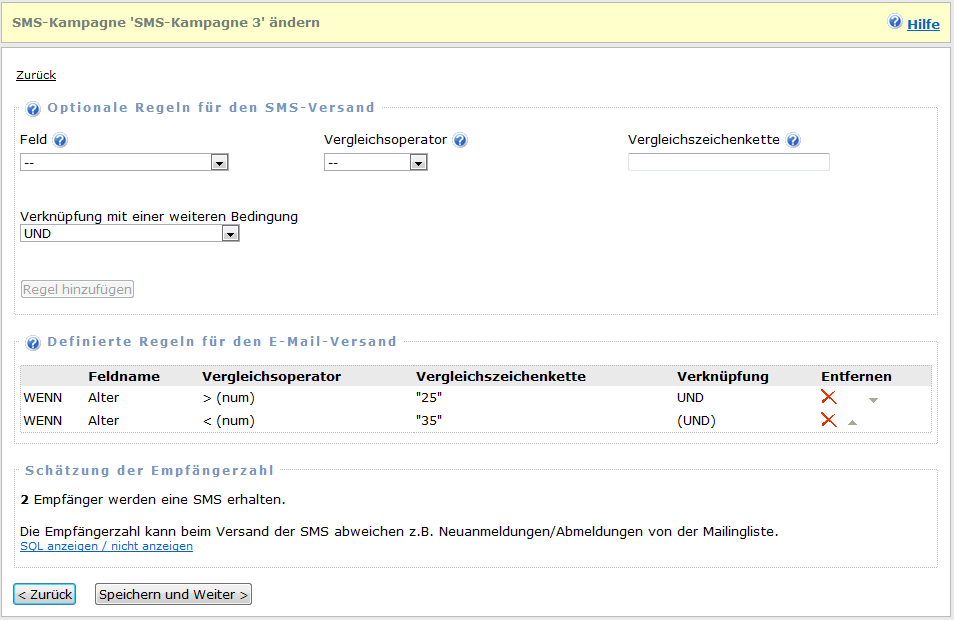 SMS-Kampagne 'SMS-Kampagne 3' ändern
Hilfe
Zurück
Optionale Regeln für den SMS-Versand
Feld Vergleichsoperator Vergleichszeichenkette
-- --
Verknüpfung mit einer weiteren Bedingung
UND
Regel hinzufügen
Definierte Regeln für den E-Mail-Versand
Feldname Vergleichsoperator Vergleichszeichenkette Verknüpfung Entfernen
WENN Alter > (num) "25" UND
WENN Alter < (num) "35" (UND)
Schätzung der Empfängerzahl
2 Empfänger werden eine SMS erhalten.
Die Empfängerzahl kann beim Versand der SMS abweichen z.B. Neuanmeldungen/Abmeldungen von der Mailingliste.
SQL anzeigen / nicht anzeigen
< Zurück Speichern und Weiter >